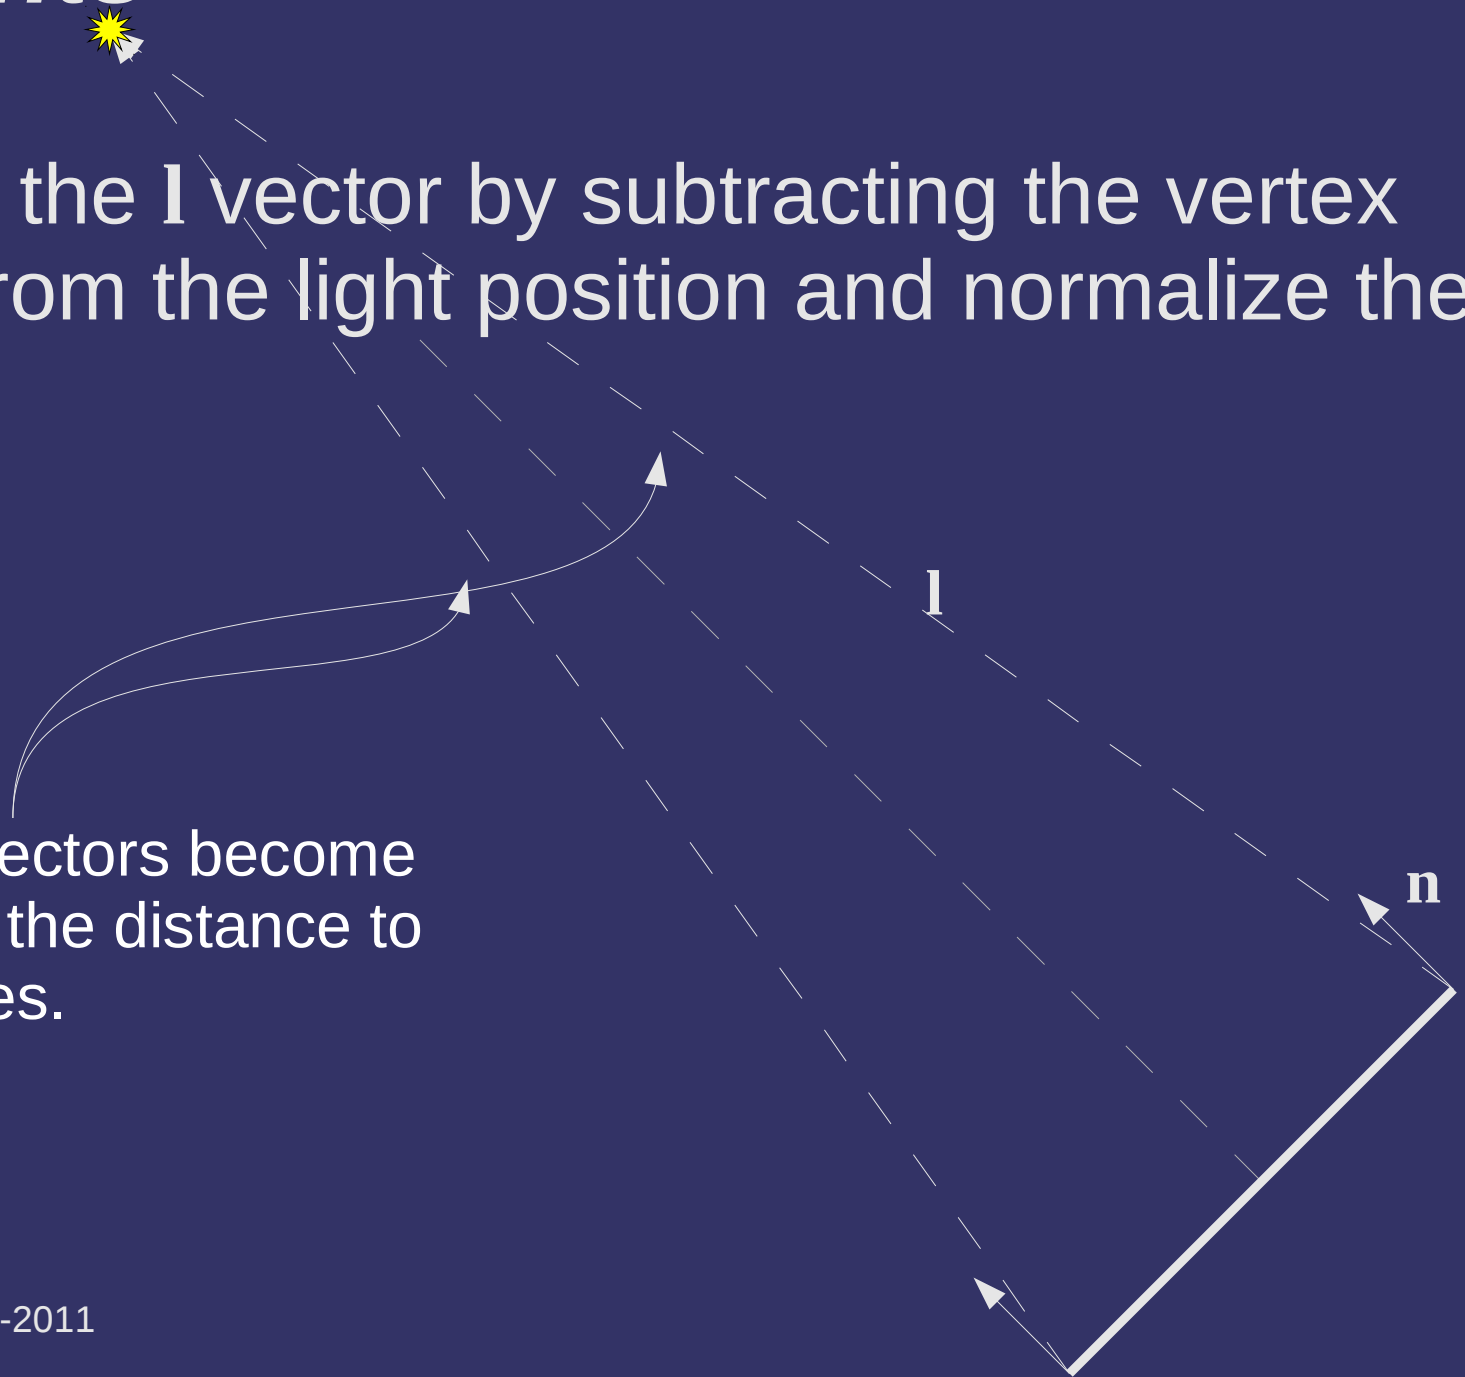 the l vector by subtracting the vertex
rom the light position and normalize the
l
n
ectors become
the distance to
es.
-2011